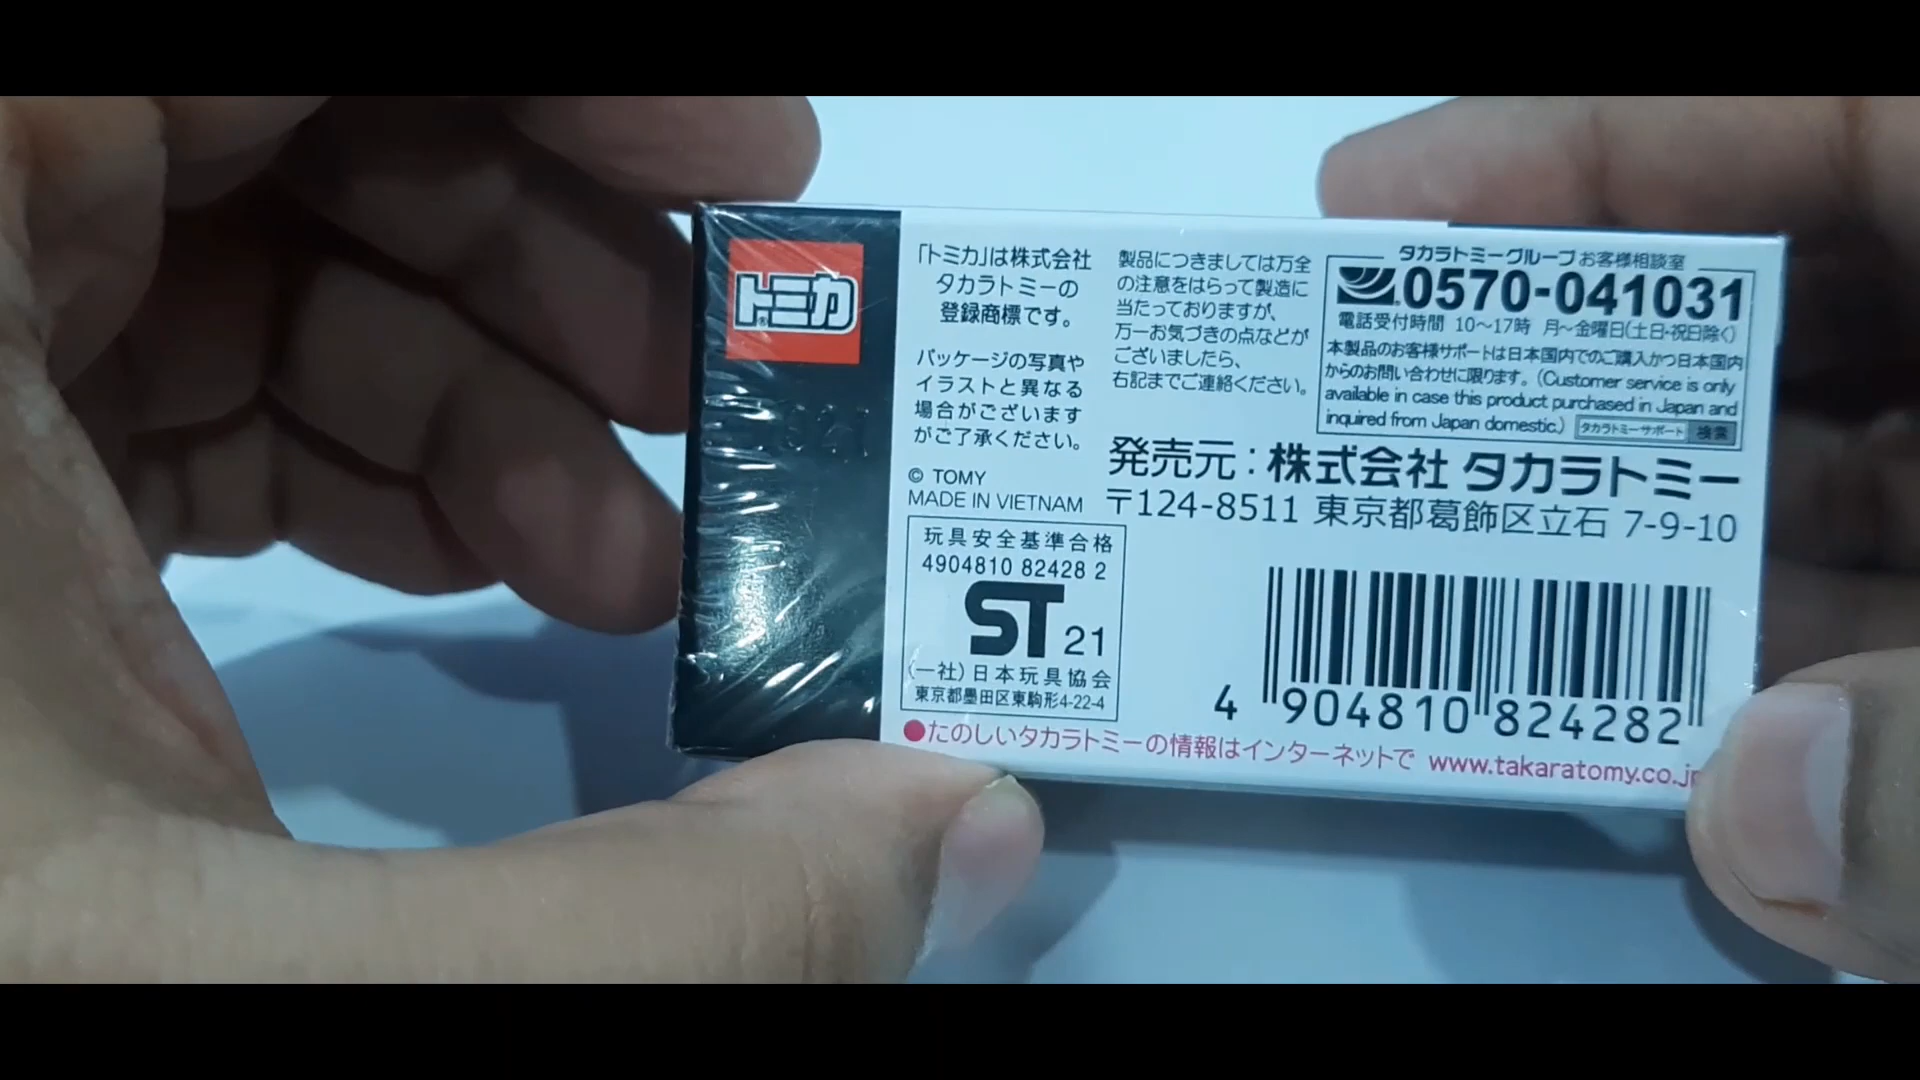 トミカ
「トミカ」は株式会社
タカラトミーの
登録商標です。
パッケージの写真や
イラストと異なる
場合がございます
がご了承ください。
© TOMY
MADE IN VIETNAM
玩具安全基準合格
4904810 82428 2
ST 21
(一社)日本玩具協会
東京都墨田区東駒形4-22-4
製品につきましては万全
の注意をはらって製造に
当たっておりますが、
万一お気づきの点などが
ございましたら、
右記までご連絡ください。
タカラトミーグループお客様相談室
0570-041031
電話受付時間 10〜17時 月〜金曜日(土日・祝日除く)
本製品のお客様サポートは日本国内でのご購入かつ日本国内
からのお問い合わせに限ります。(Customer service is only
available in case this product purchased in Japan and
inquired from Japan domestic.) タカラトミーサポート 検索
発売元:株式会社 タカラトミー
〒124-8511 東京都葛飾区立石 7-9-10
4 904810 824282
●たのしいタカラトミーの情報はインターネットで www.takaratomy.co.jp